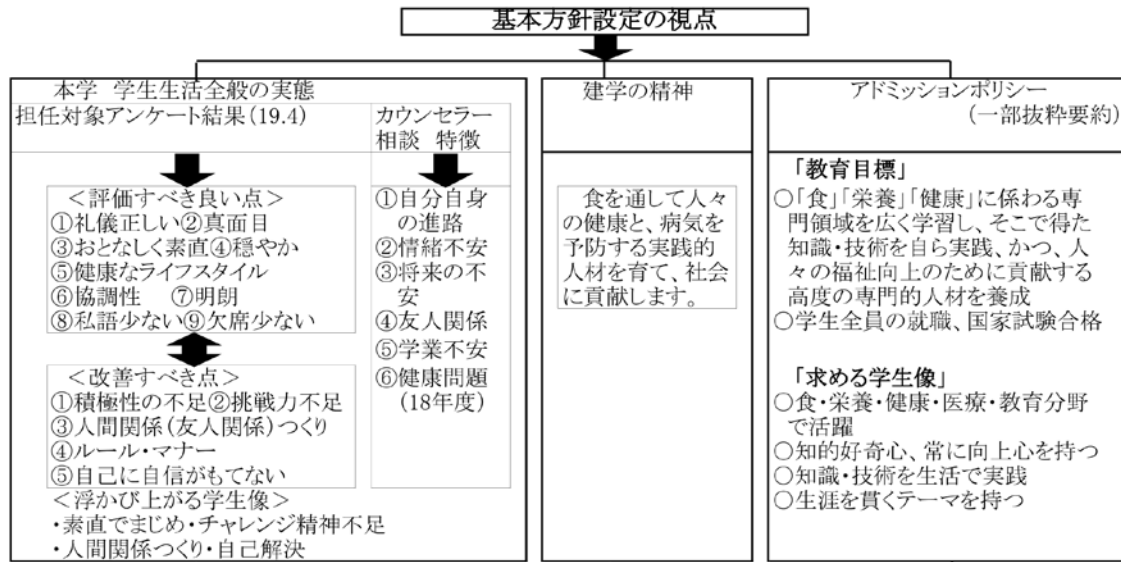 基本方針設定の視点
本学 学生生活全般の実態
担任対象アンケート結果(19.4)
＜評価すべき良い点＞
①礼儀正しい②真面目
③おとなしく素直④穏やか
⑤健康なライフスタイル
⑥協調性 ⑦明朗
⑧私語少ない⑨欠席少ない
＜改善すべき点＞
①積極性の不足②挑戦力不足
③人間関係(友人関係)つくり
④ルール・マナー
⑤自己に自信がもてない
＜浮かび上がる学生像＞
・素直でまじめ・チャレンジ精神不足
・人間関係つくり・自己解決
カウンセラー
相談 特徴
①自分自身
の進路
②情緒不安
③将来の不
安
④友人関係
⑤学業不安
⑥健康問題
(18年度)
建学の精神
食を通して人々
の健康と、病気を
予防する実践的
人材を育て、社会
に貢献します。
アドミッションポリシー
(一部抜粋要約)
「教育目標」
○「食」「栄養」「健康」に係わる専
門領域を広く学習し、そこで得た
知識・技術を自ら実践、かつ、人
々の福祉向上のために貢献する
高度の専門的人材を養成
○学生全員の就職、国家試験合格
「求める学生像」
○食・栄養・健康・医療・教育分野
で活躍
○知的好奇心、常に向上心を持つ
○知識・技術を生活で実践
○生涯を貫くテーマを持つ